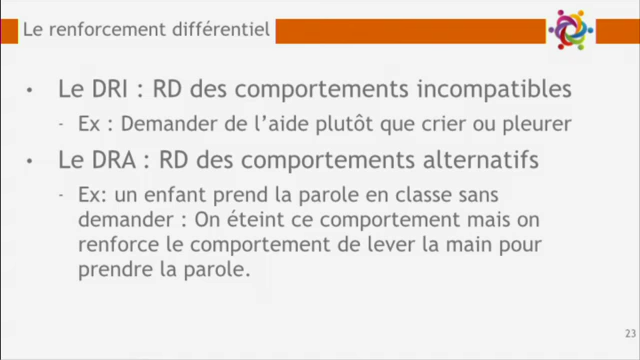 Le renforcement différentiel
• Le DRI : RD des comportements incompatibles
- Ex : Demander de l’aide plutôt que crier ou pleurer
• Le DRA : RD des comportements alternatifs
- Ex: un enfant prend la parole en classe sans
demander : On éteint ce comportement mais on
renforce le comportement de lever la main pour
prendre la parole.
23